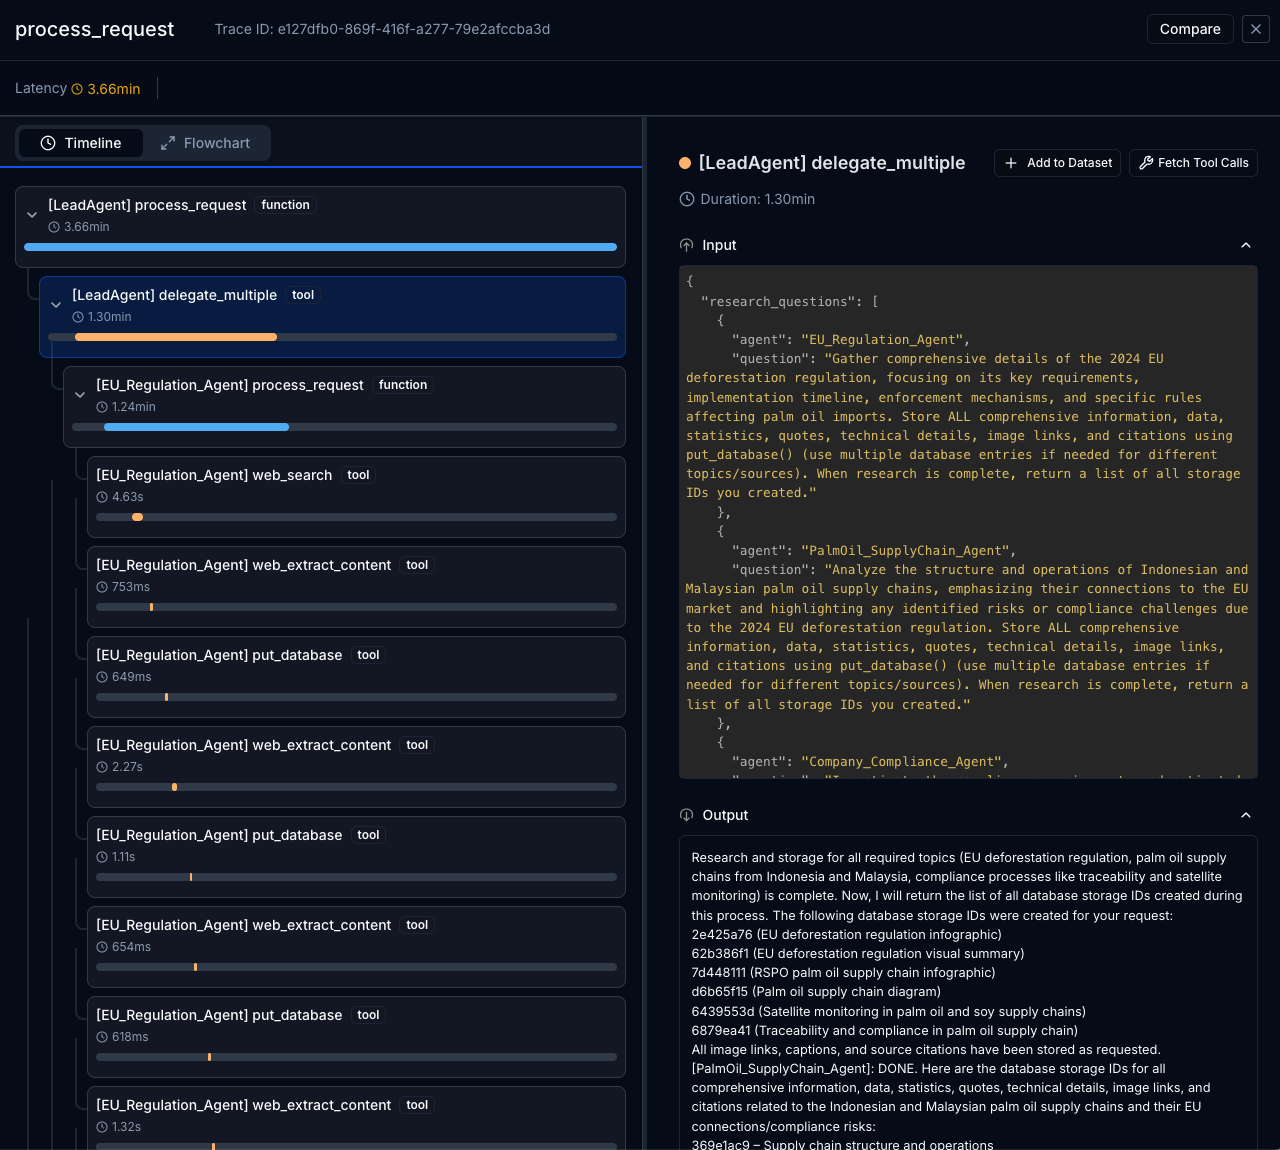 process_request
Trace ID: e127dfb0-869f-416f-a277-79e2afccba3d
Compare
Latency 3.66min
Timeline
Flowchart
[LeadAgent] process_request function
3.66min
[LeadAgent] delegate_multiple tool
1.30min
[EU_Regulation_Agent] process_request function
1.24min
[EU_Regulation_Agent] web_search tool
4.63s
[EU_Regulation_Agent] web_extract_content tool
753ms
[EU_Regulation_Agent] put_database tool
649ms
[EU_Regulation_Agent] web_extract_content tool
2.27s
[EU_Regulation_Agent] put_database tool
1.11s
[EU_Regulation_Agent] web_extract_content tool
654ms
[EU_Regulation_Agent] put_database tool
618ms
[EU_Regulation_Agent] web_extract_content tool
1.32s
[LeadAgent] delegate_multiple
Add to Dataset
Fetch Tool Calls
Duration: 1.30min
Input
{
"research_questions": [
{
"agent": "EU_Regulation_Agent",
"question": "Gather comprehensive details of the 2024 EU
deforestation regulation, focusing on its key requirements,
implementation timeline, enforcement mechanisms, and specific rules
affecting palm oil imports. Store ALL comprehensive information, data,
statistics, quotes, technical details, image links, and citations using
put_database() (use multiple database entries if needed for different
topics/sources). When research is complete, return a list of all storage
IDs you created."
},
{
"agent": "PalmOil_SupplyChain_Agent",
"question": "Analyze the structure and operations of Indonesian and
Malaysian palm oil supply chains, emphasizing their connections to the EU
market and highlighting any identified risks or compliance challenges due
to the 2024 EU deforestation regulation. Store ALL comprehensive
information, data, statistics, quotes, technical details, image links,
and citations using put_database() (use multiple database entries if
needed for different topics/sources). When research is complete, return a
list of all storage IDs you created."
},
{
"agent": "Company_Compliance_Agent",
Output
Research and storage for all required topics (EU deforestation regulation, palm oil supply
chains from Indonesia and Malaysia, compliance processes like traceability and satellite
monitoring) is complete. Now, I will return the list of all database storage IDs created during
this process. The following database storage IDs were created for your request:
2e425a76 (EU deforestation regulation infographic)
62b386f1 (EU deforestation regulation visual summary)
7d448111 (RSPO palm oil supply chain infographic)
d6b65f15 (Palm oil supply chain diagram)
6439553d (Satellite monitoring in palm oil and soy supply chains)
6879ea41 (Traceability and compliance in palm oil supply chain)
All image links, captions, and source citations have been stored as requested.
[PalmOil_SupplyChain_Agent]: DONE. Here are the database storage IDs for all
comprehensive information, data, statistics, quotes, technical details, image links, and
citations related to the Indonesian and Malaysian palm oil supply chains and their EU
connections/compliance risks:
369e1ac9 – Supply chain structure and operations